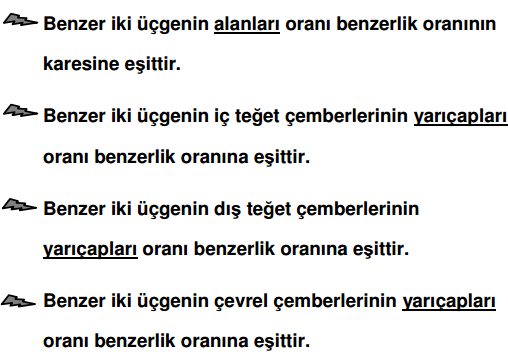 Benzer iki üçgenin alanları oranı benzerlik oranının
karesine eşittir.
Benzer iki üçgenin iç teğet çemberlerinin yarıçapları
oranı benzerlik oranına eşittir.
Benzer iki üçgenin dış teğet çemberlerinin
yarıçapları oranı benzerlik oranına eşittir.
Benzer iki üçgenin çevrel çemberlerinin yarıçapları
oranı benzerlik oranına eşittir.